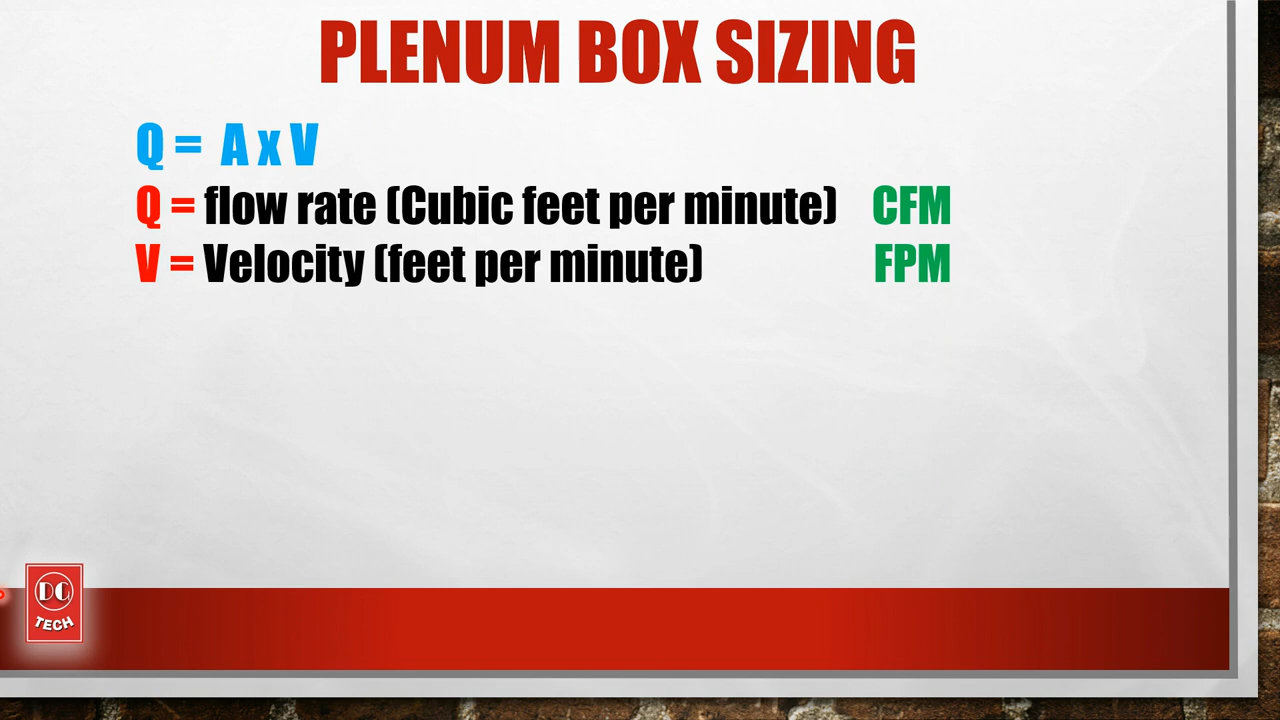 PLENUM BOX SIZING
Q = A x V
Q = flow rate (Cubic feet per minute) CFM
V = Velocity (feet per minute) FPM
DC
TECH